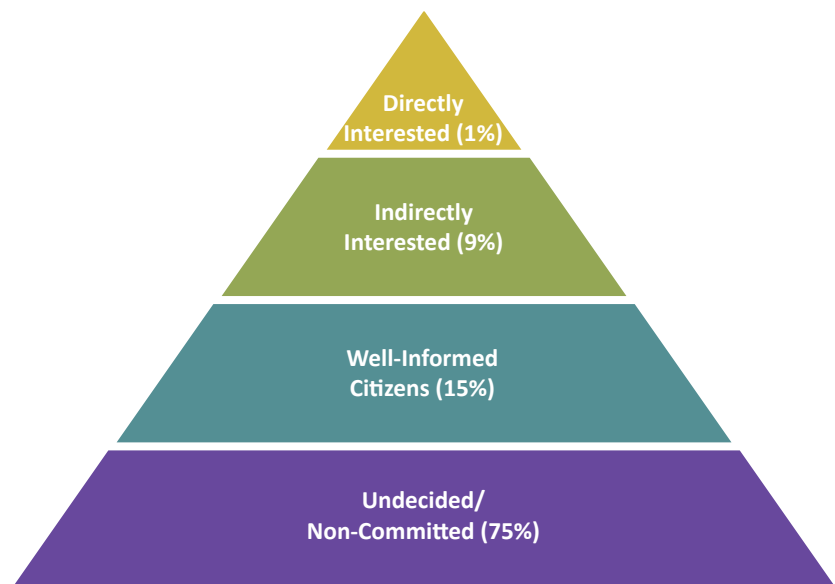 Directly
Interested (1%)
Indirectly
Interested (9%)
Well-Informed
Citizens (15%)
Undecided/
Non-Committed (75%)